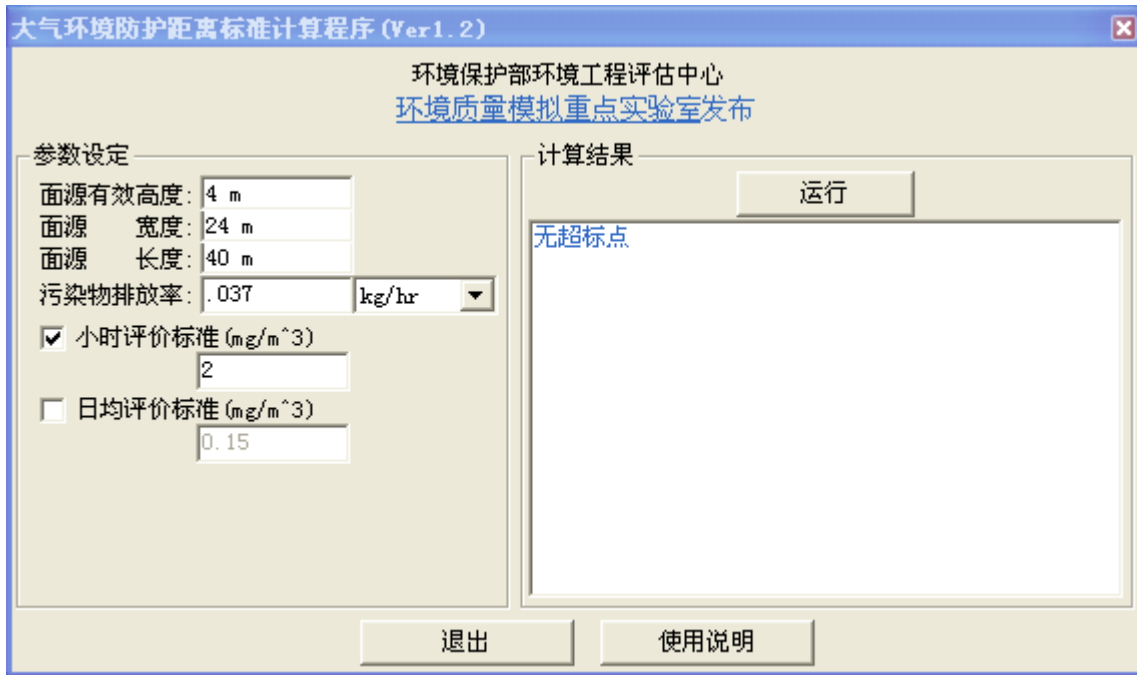 大气环境防护距离标准计算程序(Ver1.2)
环境保护部环境工程评估中心
环境质量模拟重点实验室发布
参数设定
面源有效高度: 4 m
面源 宽度: 24 m
面源 长度: 40 m
污染物排放率: .037 kg/hr
小时评价标准(mg/m^3)
2
日均评价标准(mg/m^3)
0.15
计算结果
运行
无超标点
退出 使用说明